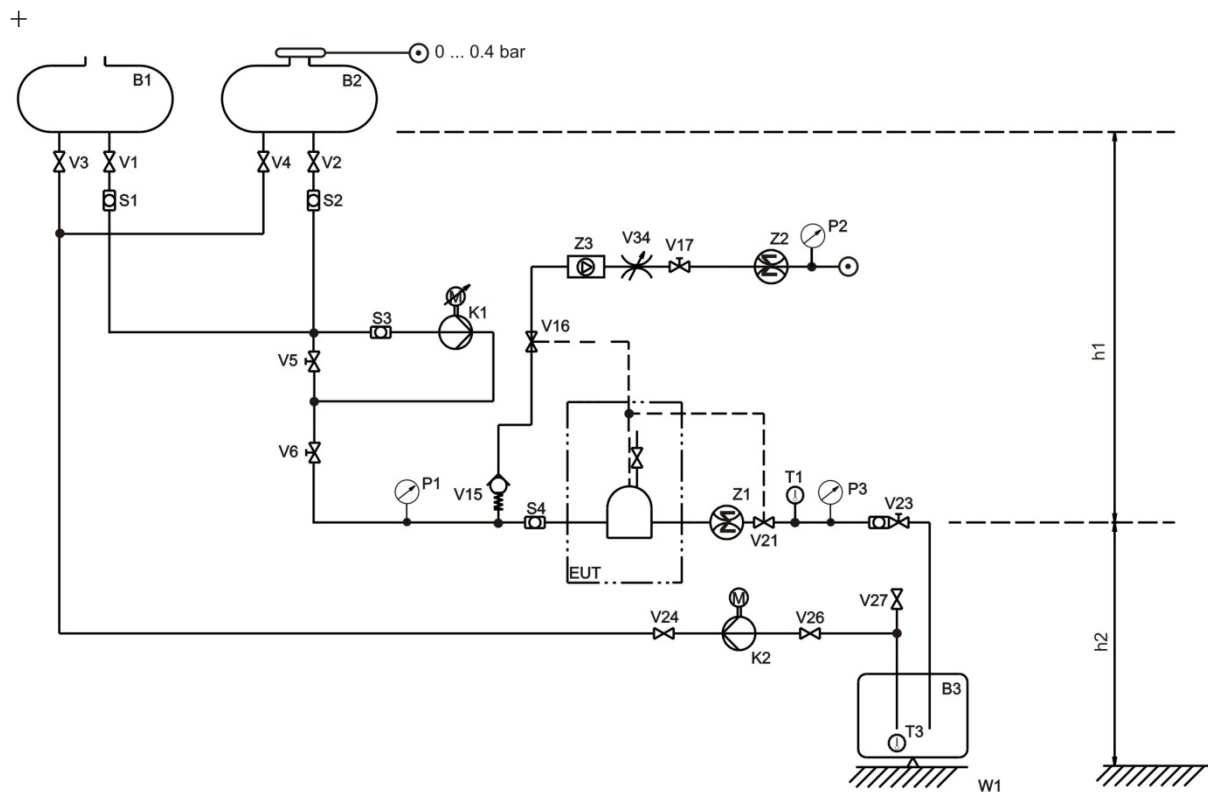 +
0 ... 0.4 bar
B1
B2
V3
V1
V4
V2
S1
S2
P2
Z3
V34
V17
Z2
M
S3
K1
V16
V5
h1
V6
P1
V15
S4
Z1
T1
P3
V23
V21
EUT
M
V27
V24
V26
K2
h2
B3
T3
W1